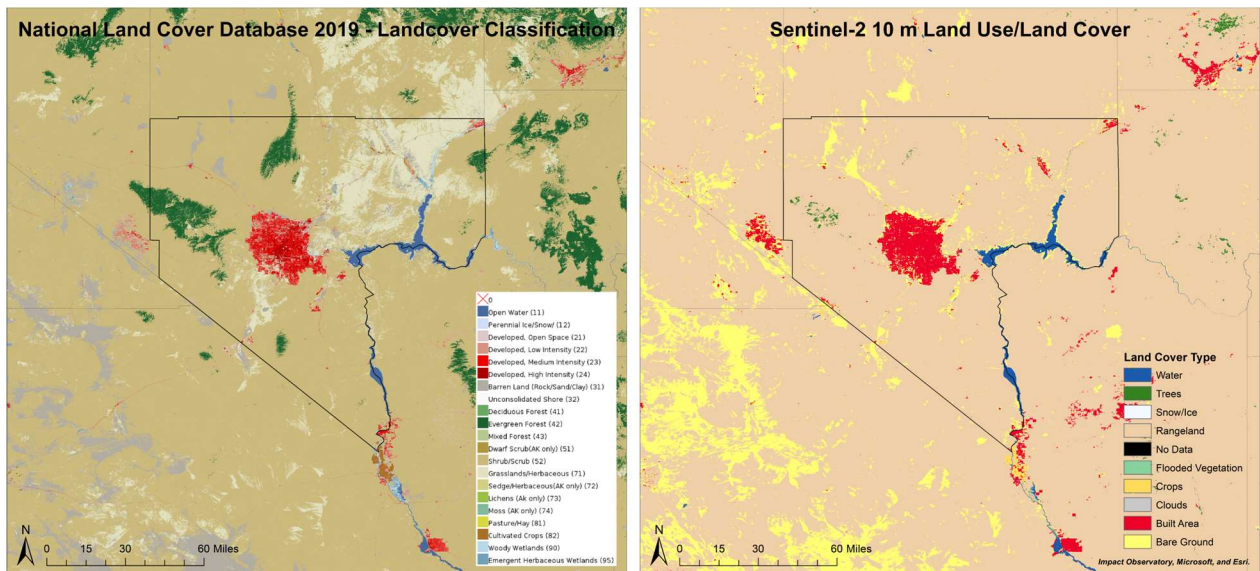 National Land Cover Database 2019 - Landcover Classification
0
Open Water (11)
Perennial Ice/Snow/ (12)
Developed, Open Space (21)
Developed, Low Intensity (22)
Developed, Medium Intensity (23)
Developed, High Intensity (24)
Barren Land (Rock/Sand/Clay) (31)
Unconsolidated Shore (32)
Deciduous Forest (41)
Evergreen Forest (42)
Mixed Forest (43)
Dwarf Scrub(AK only) (51)
Shrub/Scrub (52)
Grasslands/Herbaceous (71)
Sedge/Herbaceous(AK only) (72)
Lichens (Ak only) (73)
Moss (AK only) (74)
Pasture/Hay (81)
Cultivated Crops (82)
Woody Wetlands (90)
Emergent Herbaceous Wetlands (95)
N
0 15 30 60 Miles
Sentinel-2 10 m Land Use/Land Cover
Land Cover Type
Water
Trees
Snow/Ice
Rangeland
No Data
Flooded Vegetation
Crops
Clouds
Built Area
Bare Ground
N
0 15 30 60 Miles
Impact Observatory, Microsoft, and Esri.